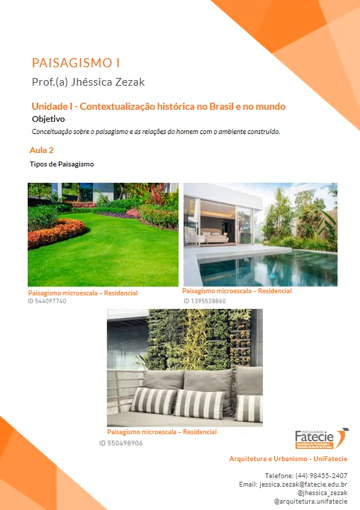 PAISAGISMO I
Prof.(a) Jhéssica Zezak
Unidade I - Contextualização histórica no Brasil e no mundo
Objetivo
Conceituação sobre o paisagismo e as relações do homem com o ambiente construído.
Aula 2
Tipos de Paisagismo
Paisagismo microescala – Residencial
ID 544097740
Paisagismo microescala – Residencial
ID 1395528860
Paisagismo microescala – Residencial
ID 550498906
Fatecie
Arquitetura e Urbanismo - UniFatecie
Telefone: (44) 98455-2407
Email: jessica.zezak@fatecie.edu.br
@jhessica_zezak
@arquitetura.unifatecie